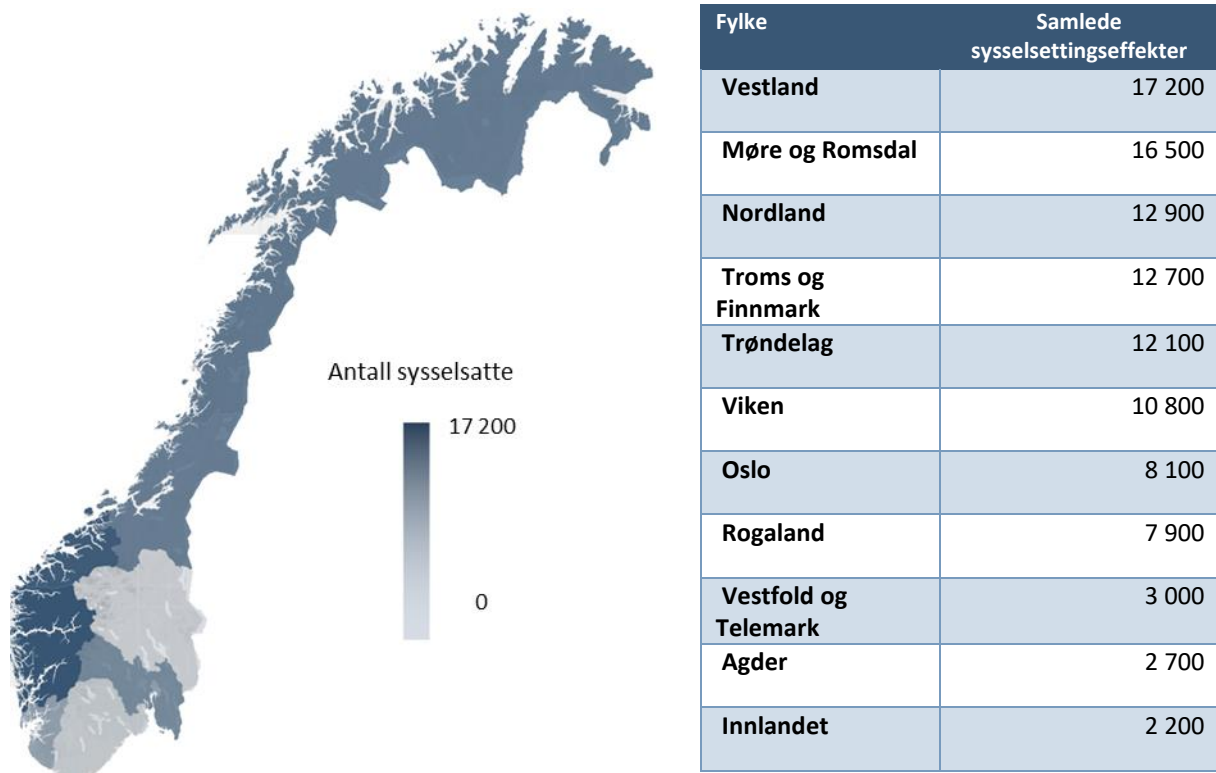 Antall sysselsatte
17 200
0
Fylke Samlede
sysselsettingseffekter
Vestland 17 200
Møre og Romsdal 16 500
Nordland 12 900
Troms og 12 700
Finnmark
Trøndelag 12 100
Viken 10 800
Oslo 8 100
Rogaland 7 900
Vestfold og 3 000
Telemark
Agder 2 700
Innlandet 2 200